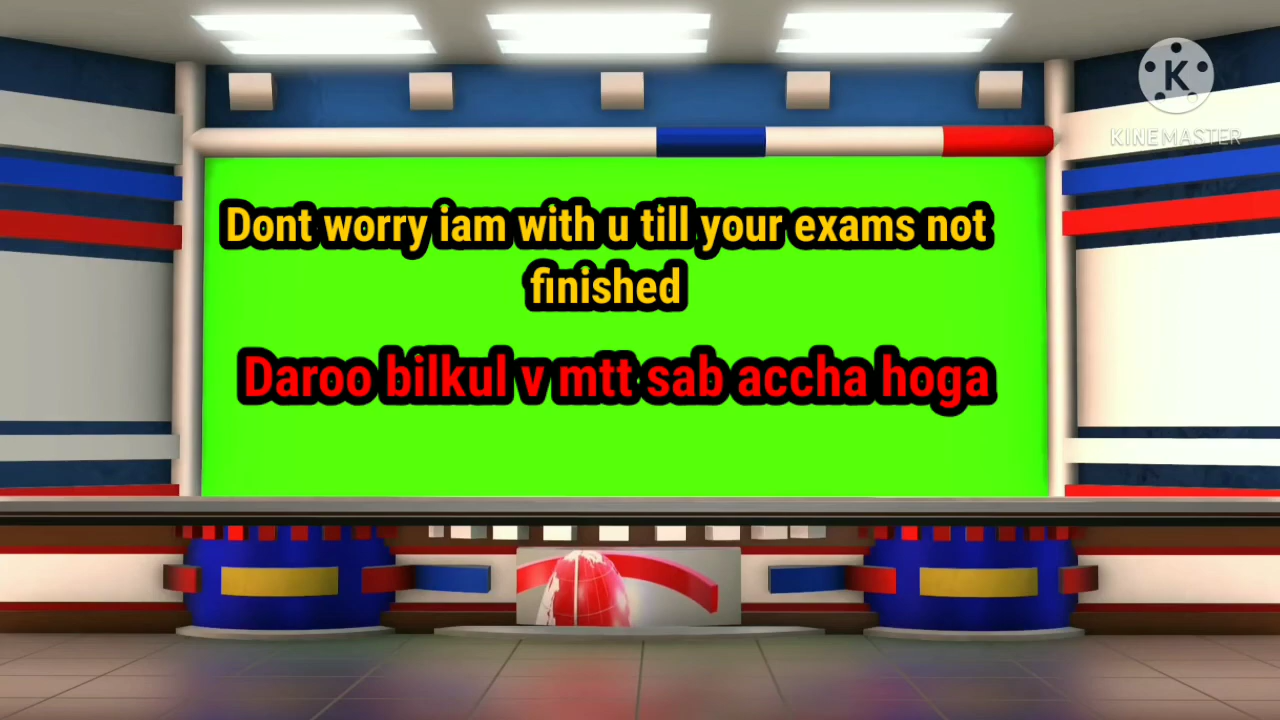 K
KINEMASTER
Dont worry iam with u till your exams not
finished
Daroo bilkul v mtt sab accha hoga